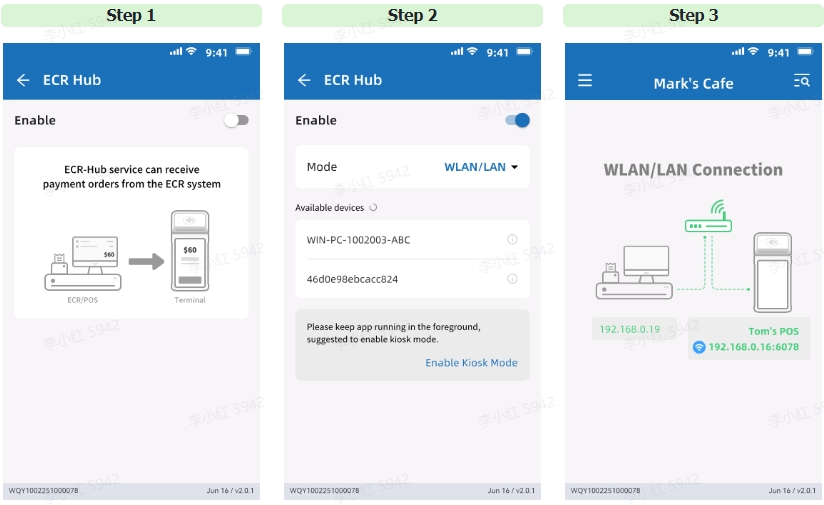 Step 1
9:41
ECR Hub
Enable
ECR-Hub service can receive
payment orders from the ECR system
$60
$60
ECR/POS
Terminal
WQY1002251000078
Jun 16 / v2.0.1
Step 2
9:41
ECR Hub
Enable
Mode
WLAN/LAN
Available devices
WIN-PC-1002003-ABC
46d0e98ebcacc824
Please keep app running in the foreground,
suggested to enable kiosk mode.
Enable Kiosk Mode
WQY1002251000078
Jun 16 / v2.0.1
Step 3
9:41
Mark's Cafe
WLAN/LAN Connection
192.168.0.19
Tom's POS
192.168.0.16:6078
WQY1002251000078
Jun 16 / v2.0.1
李小红 5942